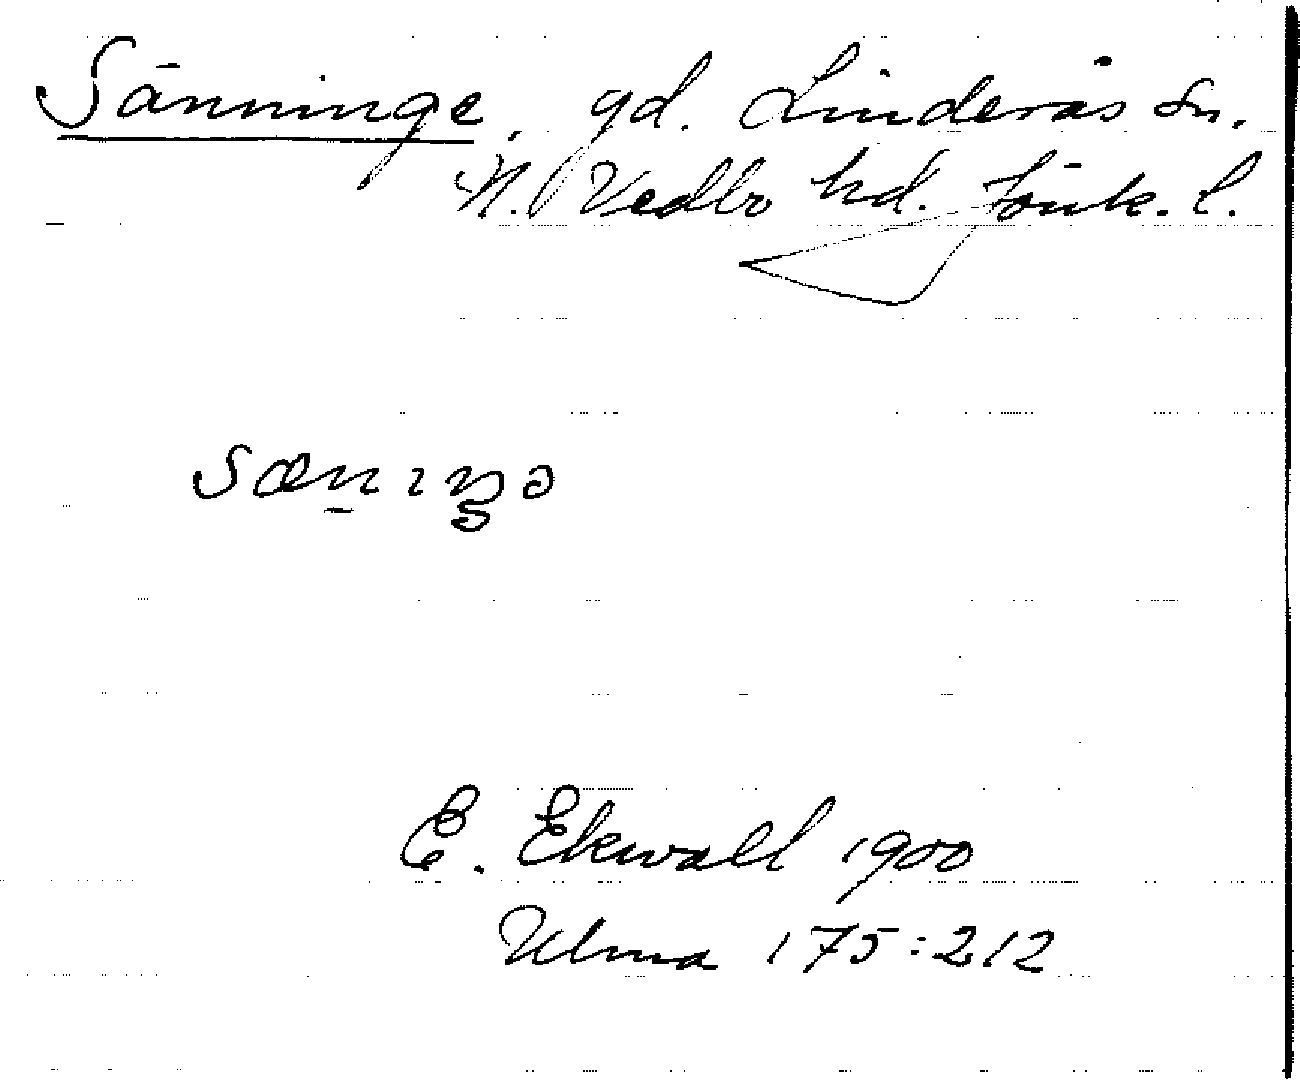 Sänninge, gd. Linderås sn.
N. Vedbo hd. Jönk. l.
sæniŋə
E. Ekwall 1900
Ulma 175:212